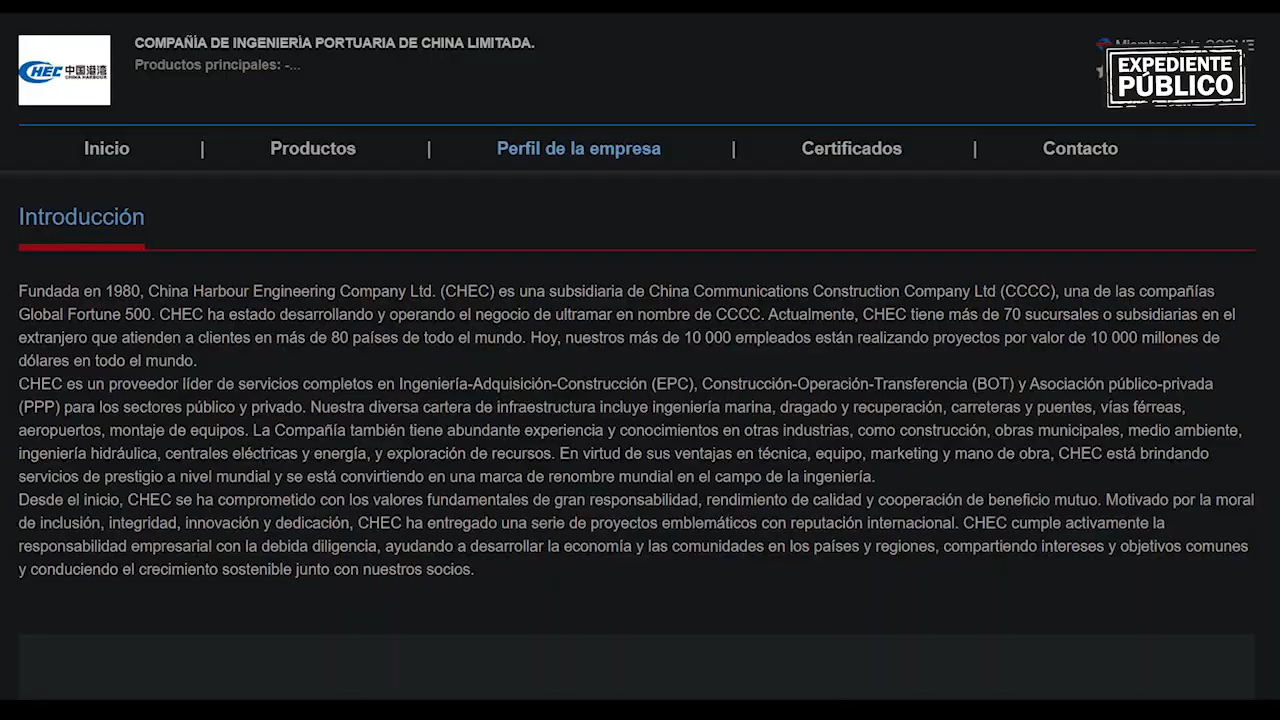 COMPAÑÍA DE INGENIERÍA PORTUARIA DE CHINA LIMITADA.
Productos principales: -...
CHEC 中国港湾
CHINA HARBOUR
Miembro de la CCCME
EXPEDIENTE
PÚBLICO
Inicio | Productos | Perfil de la empresa | Certificados | Contacto
Introducción
Fundada en 1980, China Harbour Engineering Company Ltd. (CHEC) es una subsidiaria de China Communications Construction Company Ltd (CCCC), una de las compañías
Global Fortune 500. CHEC ha estado desarrollando y operando el negocio de ultramar en nombre de CCCC. Actualmente, CHEC tiene más de 70 sucursales o subsidiarias en el
extranjero que atienden a clientes en más de 80 países de todo el mundo. Hoy, nuestros más de 10 000 empleados están realizando proyectos por valor de 10 000 millones de
dólares en todo el mundo.
CHEC es un proveedor líder de servicios completos en Ingeniería-Adquisición-Construcción (EPC), Construcción-Operación-Transferencia (BOT) y Asociación público-privada
(PPP) para los sectores público y privado. Nuestra diversa cartera de infraestructura incluye ingeniería marina, dragado y recuperación, carreteras y puentes, vías férreas,
aeropuertos, montaje de equipos. La Compañía también tiene abundante experiencia y conocimientos en otras industrias, como construcción, obras municipales, medio ambiente,
ingeniería hidráulica, centrales eléctricas y energía, y exploración de recursos. En virtud de sus ventajas en técnica, equipo, marketing y mano de obra, CHEC está brindando
servicios de prestigio a nivel mundial y se está convirtiendo en una marca de renombre mundial en el campo de la ingeniería.
Desde el inicio, CHEC se ha comprometido con los valores fundamentales de gran responsabilidad, rendimiento de calidad y cooperación de beneficio mutuo. Motivado por la moral
de inclusión, integridad, innovación y dedicación, CHEC ha entregado una serie de proyectos emblemáticos con reputación internacional. CHEC cumple activamente la
responsabilidad empresarial con la debida diligencia, ayudando a desarrollar la economía y las comunidades en los países y regiones, compartiendo intereses y objetivos comunes
y conduciendo el crecimiento sostenible junto con nuestros socios.